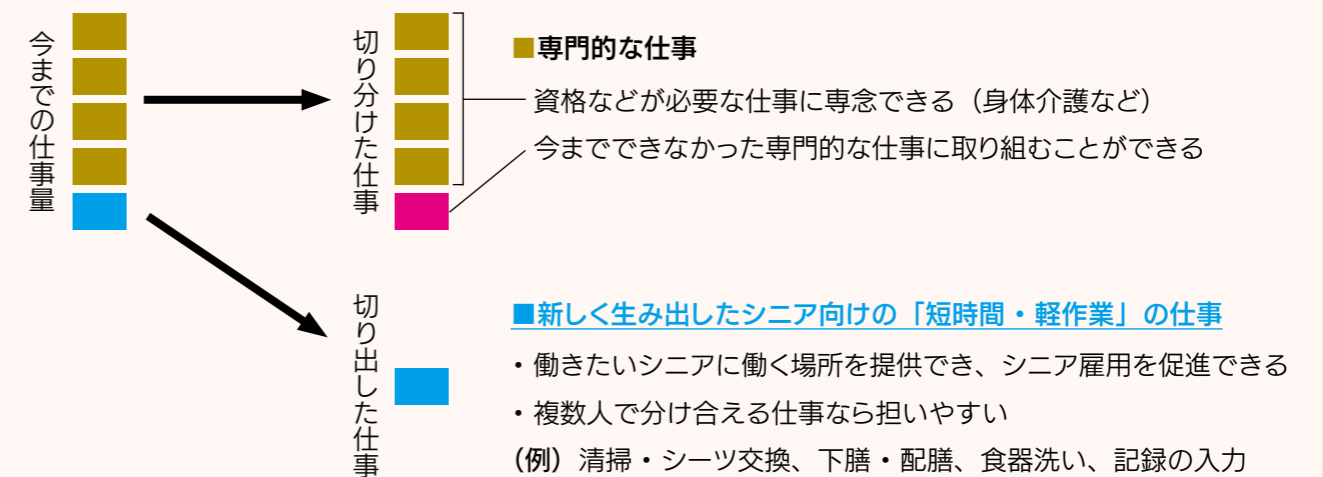 今までの仕事量
切り分けた仕事
■専門的な仕事
資格などが必要な仕事に専念できる（身体介護など）
今までできなかった専門的な仕事に取り組むことができる
切り出した仕事
■新しく生み出したシニア向けの「短時間・軽作業」の仕事
・働きたいシニアに働く場所を提供でき、シニア雇用を促進できる
・複数人で分け合える仕事なら担いやすい
（例）清掃・シーツ交換、下膳・配膳、食器洗い、記録の入力